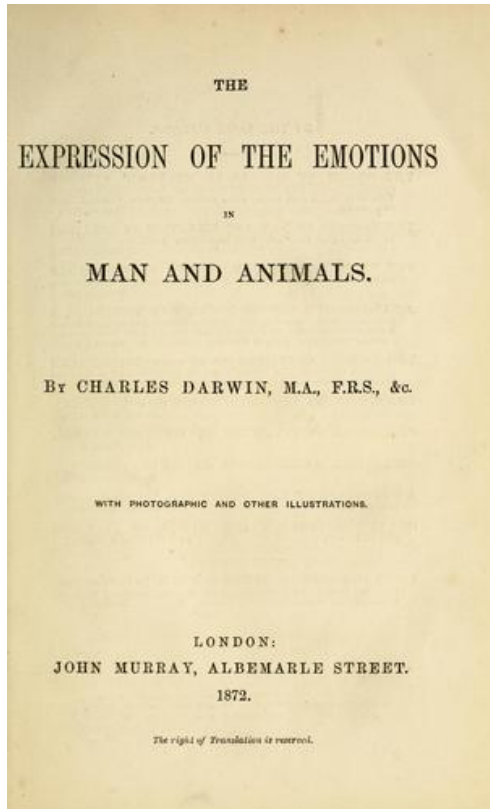 THE
EXPRESSION OF THE EMOTIONS
IN
MAN AND ANIMALS.
BY CHARLES DARWIN, M.A., F.R.S., &c.
WITH PHOTOGRAPHIC AND OTHER ILLUSTRATIONS.
LONDON:
JOHN MURRAY, ALBEMARLE STREET.
1872.
The right of Translation is reserved.